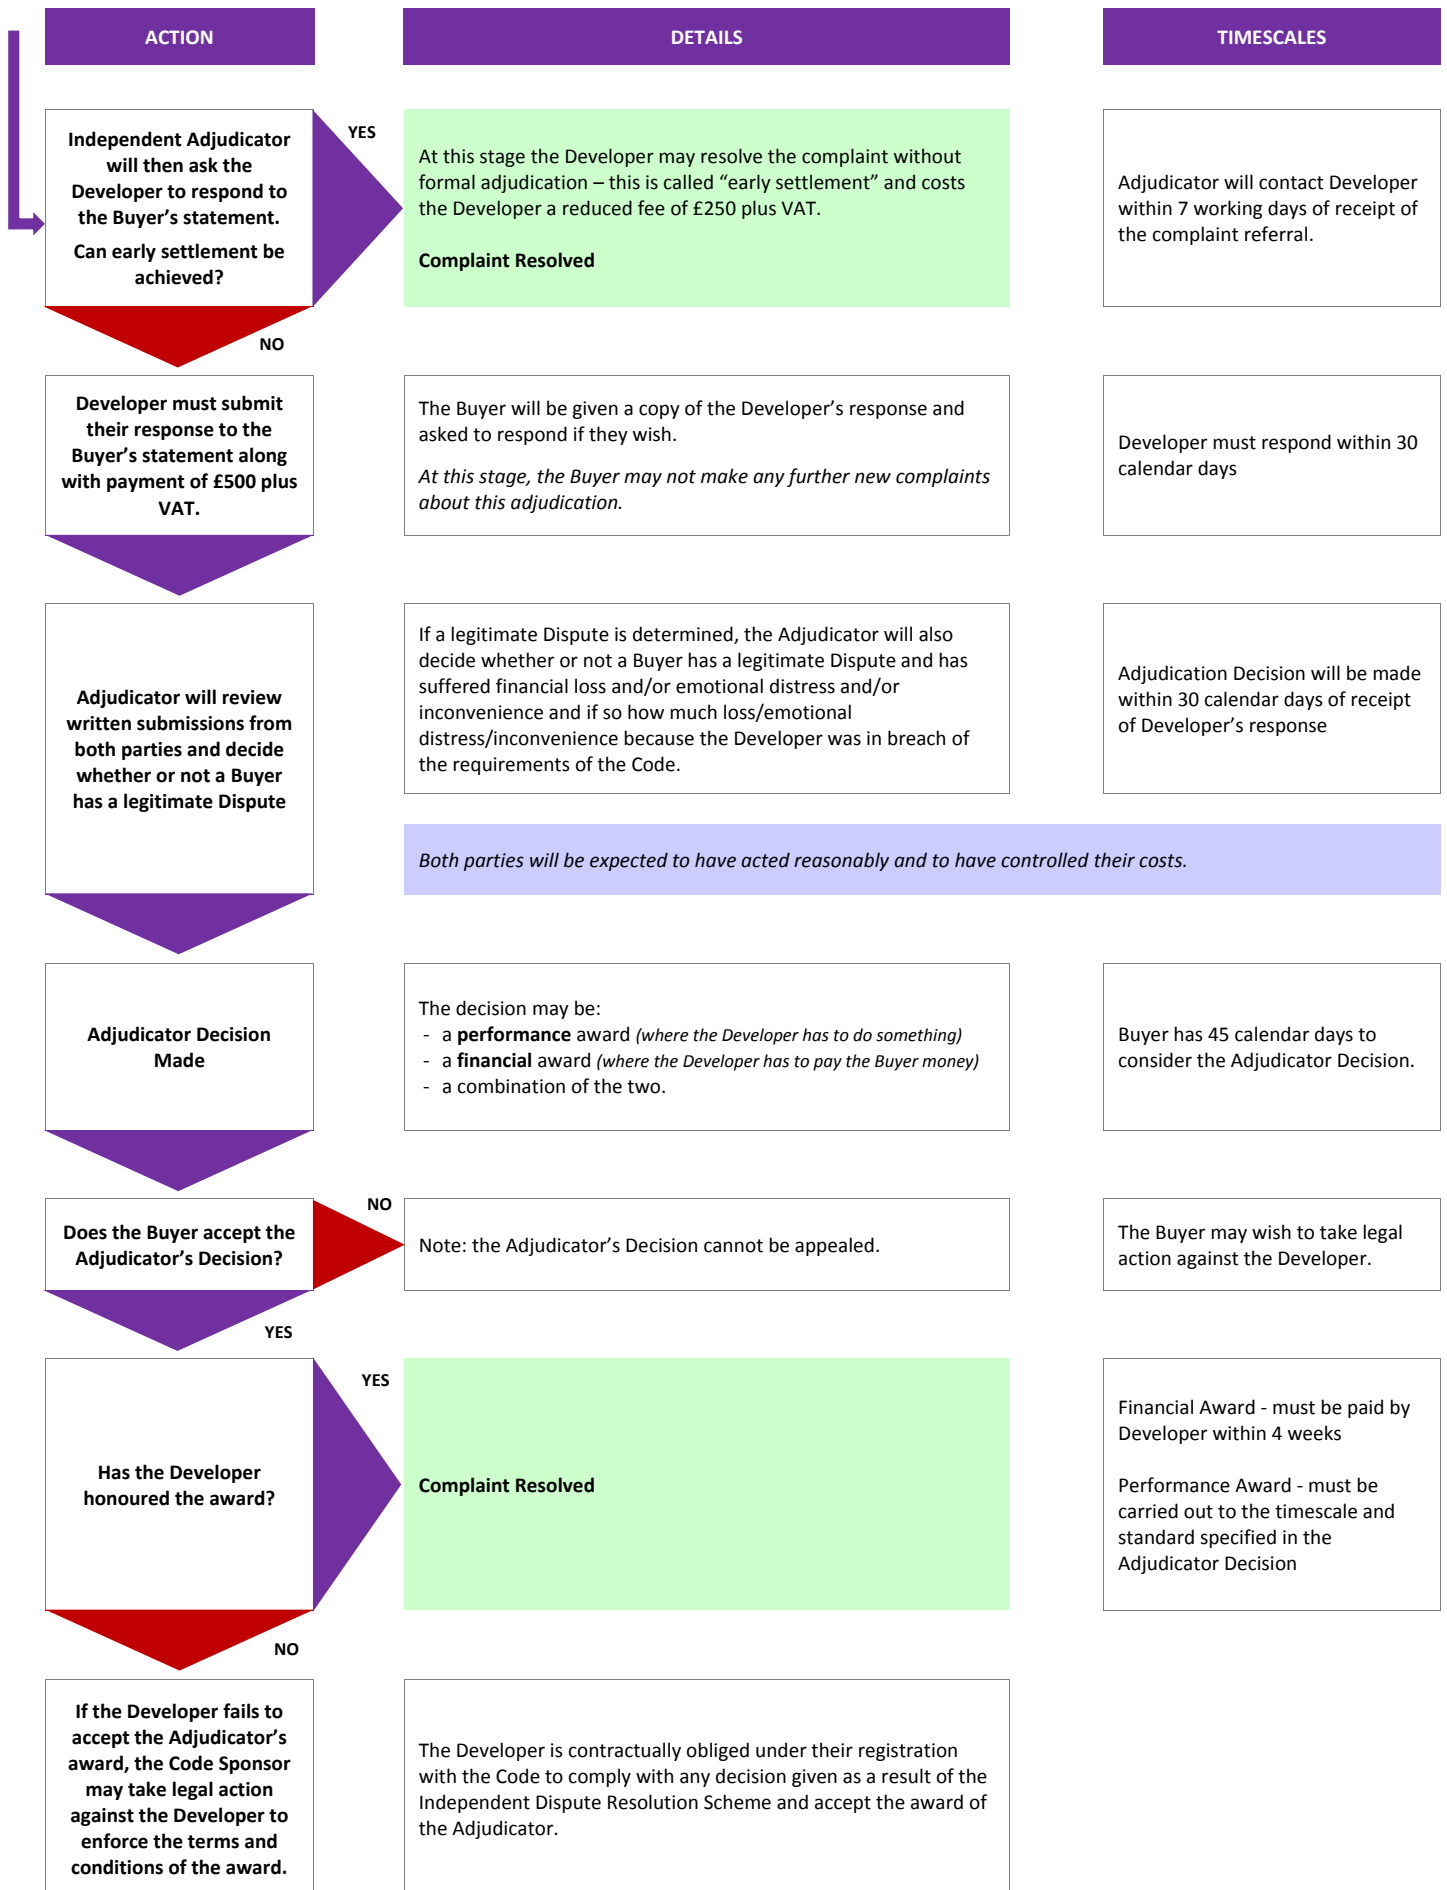 ACTION
DETAILS
TIMESCALES
Independent Adjudicator
will then ask the
Developer to respond to
the Buyer’s statement.
Can early settlement be
achieved?
YES
At this stage the Developer may resolve the complaint without
formal adjudication – this is called “early settlement” and costs
the Developer a reduced fee of £250 plus VAT.
Complaint Resolved
Adjudicator will contact Developer
within 7 working days of receipt of
the complaint referral.
NO
Developer must submit
their response to the
Buyer’s statement along
with payment of £500 plus
VAT.
The Buyer will be given a copy of the Developer’s response and
asked to respond if they wish.
At this stage, the Buyer may not make any further new complaints
about this adjudication.
Developer must respond within 30
calendar days
Adjudicator will review
written submissions from
both parties and decide
whether or not a Buyer
has a legitimate Dispute
If a legitimate Dispute is determined, the Adjudicator will also
decide whether or not a Buyer has a legitimate Dispute and has
suffered financial loss and/or emotional distress and/or
inconvenience and if so how much loss/emotional
distress/inconvenience because the Developer was in breach of
the requirements of the Code.
Adjudication Decision will be made
within 30 calendar days of receipt
of Developer’s response
Both parties will be expected to have acted reasonably and to have controlled their costs.
Adjudicator Decision
Made
The decision may be:
- a performance award (where the Developer has to do something)
- a financial award (where the Developer has to pay the Buyer money)
- a combination of the two.
Buyer has 45 calendar days to
consider the Adjudicator Decision.
Does the Buyer accept the
Adjudicator’s Decision?
NO
Note: the Adjudicator’s Decision cannot be appealed.
The Buyer may wish to take legal
action against the Developer.
YES
Has the Developer
honoured the award?
YES
Complaint Resolved
Financial Award - must be paid by
Developer within 4 weeks
Performance Award - must be
carried out to the timescale and
standard specified in the
Adjudicator Decision
NO
If the Developer fails to
accept the Adjudicator’s
award, the Code Sponsor
may take legal action
against the Developer to
enforce the terms and
conditions of the award.
The Developer is contractually obliged under their registration
with the Code to comply with any decision given as a result of the
Independent Dispute Resolution Scheme and accept the award of
the Adjudicator.